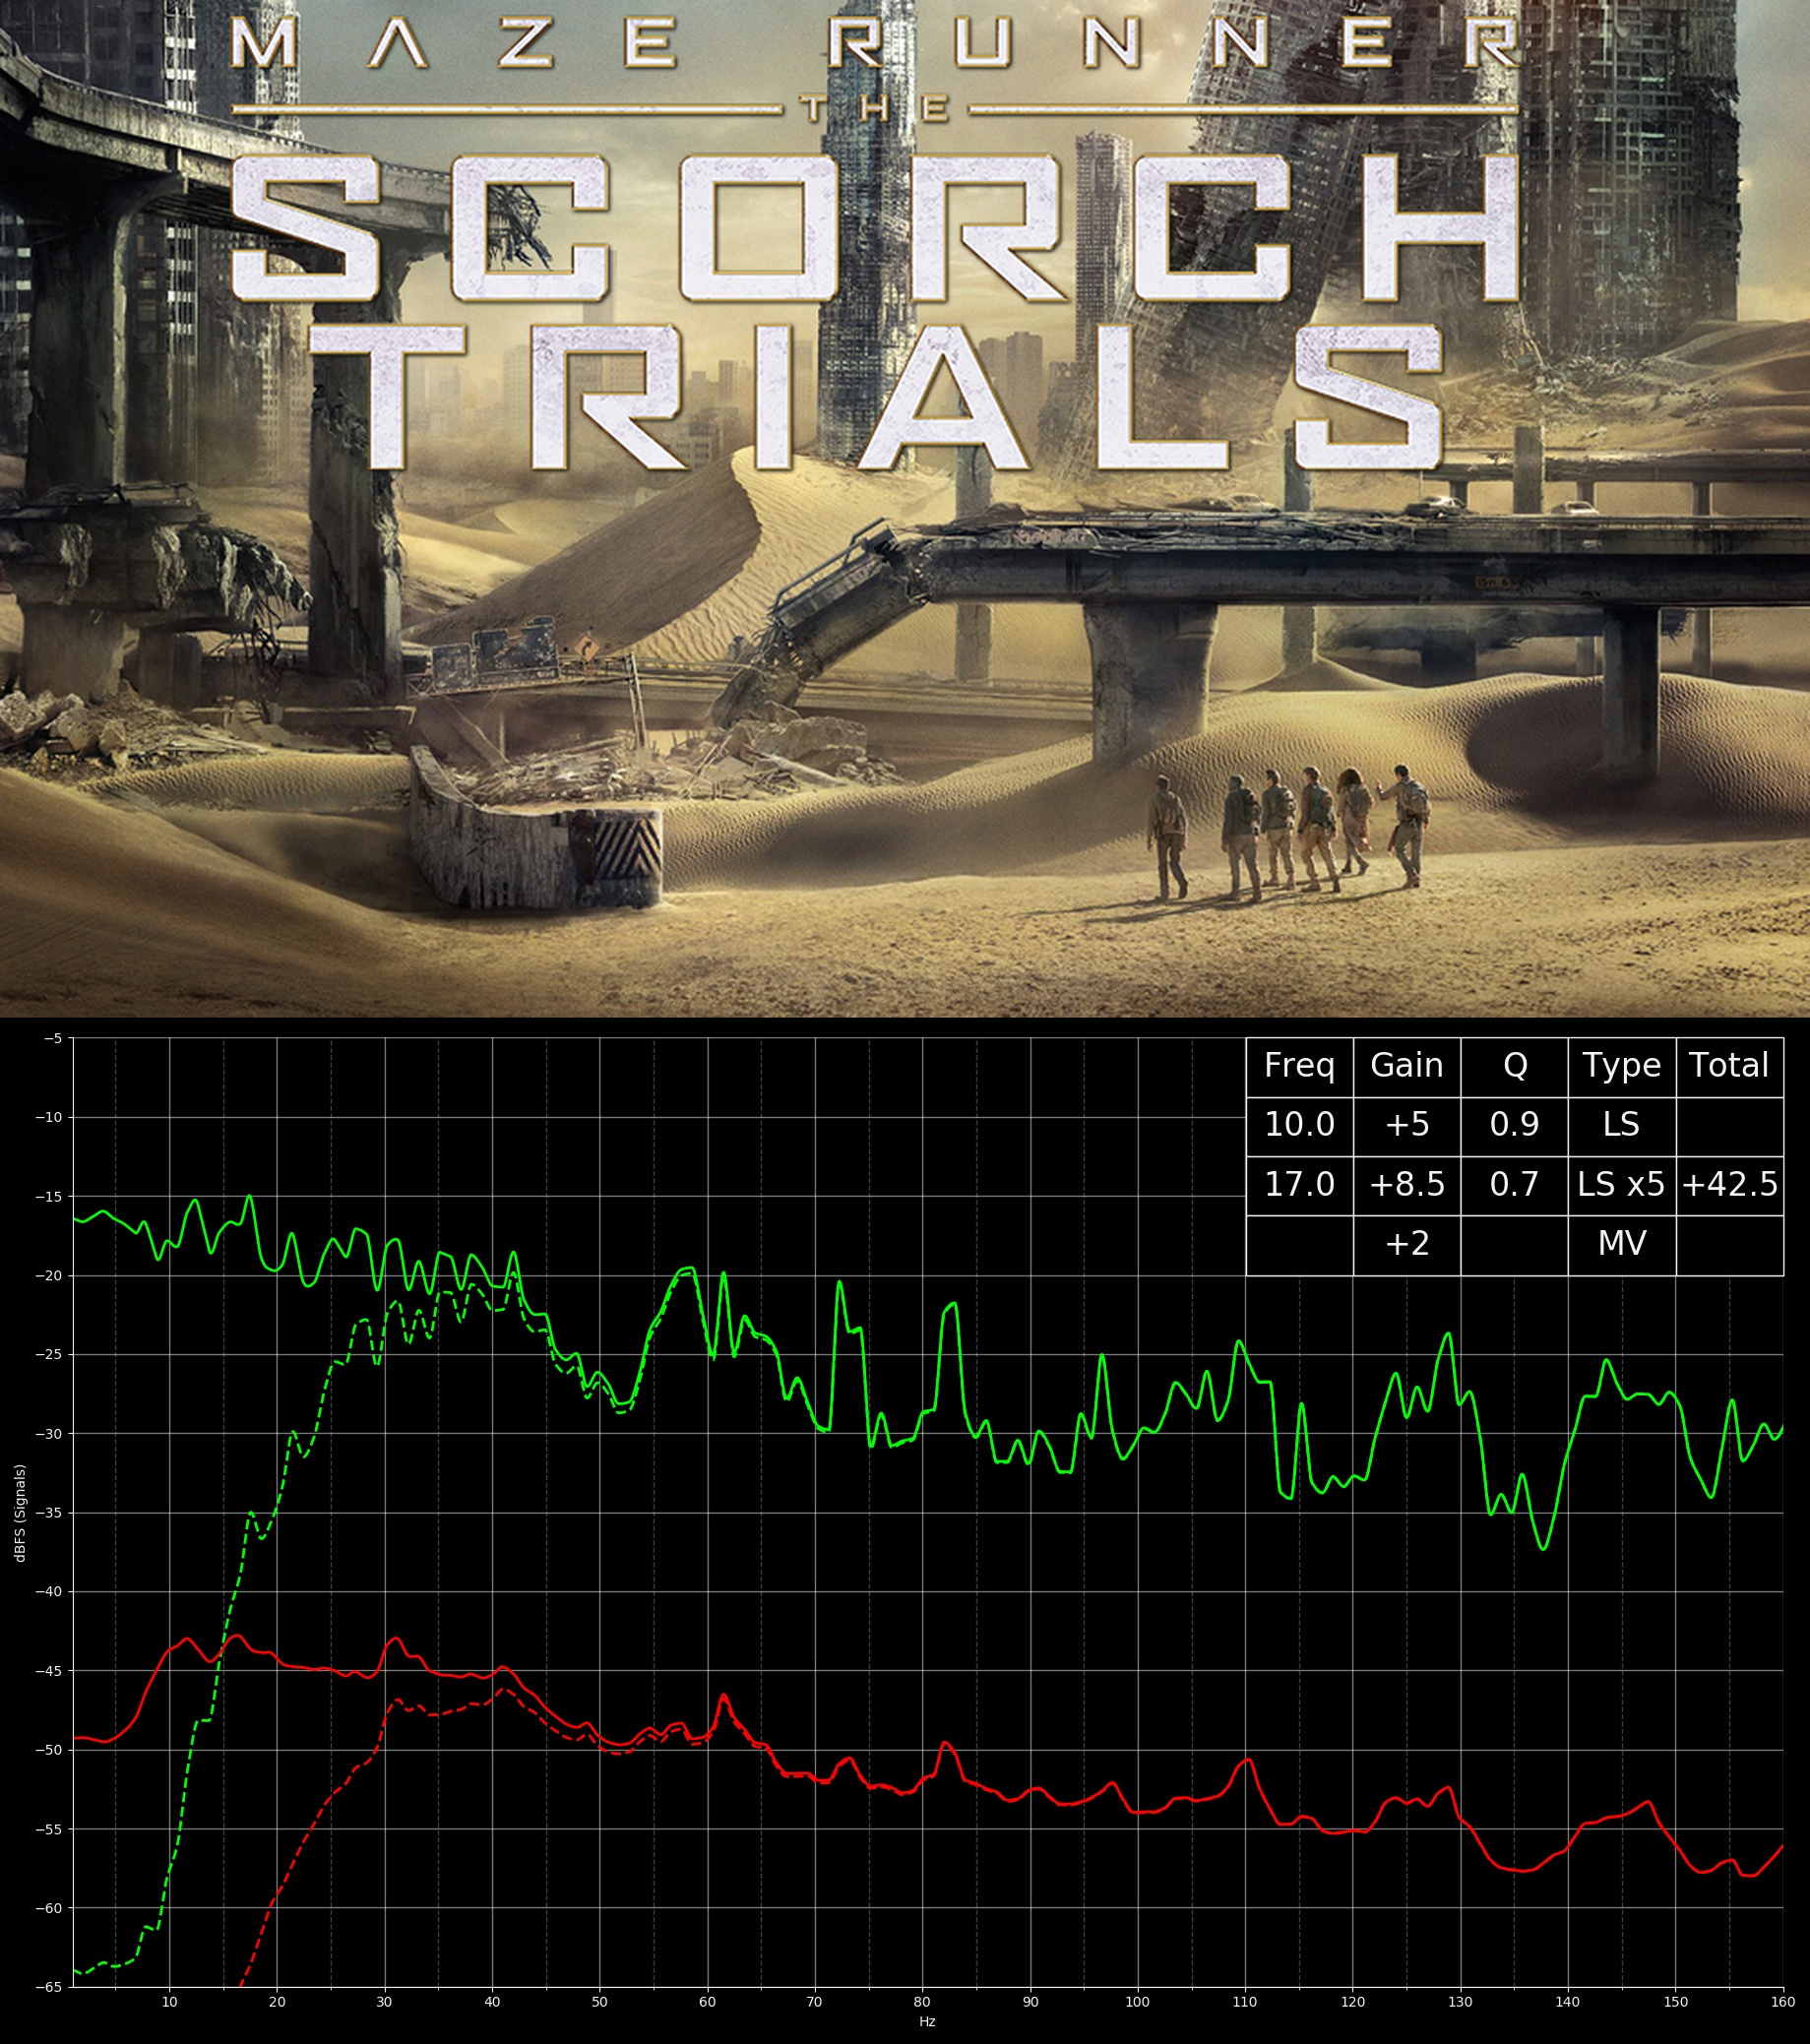 MAZE RUNNER
THE
SCORCH
TRIALS
Freq Gain Q Type Total
10.0 +5 0.9 LS
17.0 +8.5 0.7 LS x5 +42.5
+2 MV
−5
−10
−15
−20
−25
−30
−35
−40
−45
−50
−55
−60
−65
dBFS (Signals)
10 20 30 40 50 60 70 80 90 100 110 120 130 140 150 160
Hz